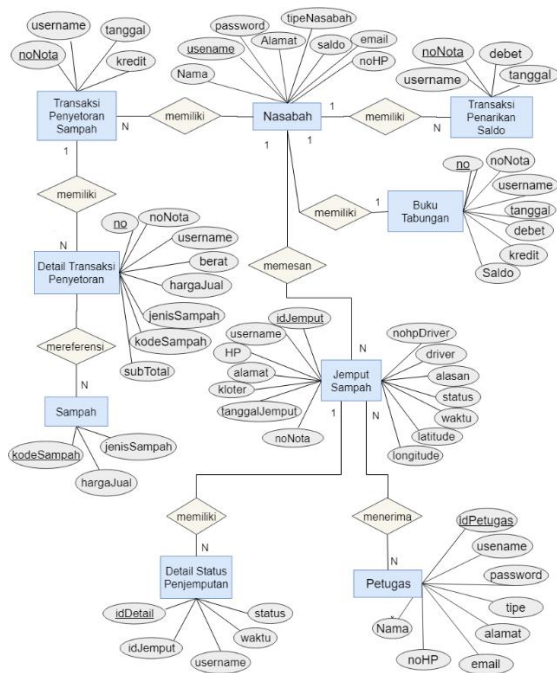 username
tanggal
noNota
kredit
Transaksi
Penyetoran
Sampah
N
memiliki
1
password
tipeNasabah
usename
Alamat
saldo
email
Nama
noHP
Nasabah
1
1
1
memiliki
N
noNota
debet
username
tanggal
Transaksi
Penarikan
Saldo
1
memiliki
N
no
noNota
username
berat
hargaJual
jenisSampah
kodeSampah
subTotal
Detail Transaksi
Penyetoran
mereferensi
N
Sampah
kodeSampah
jenisSampah
hargaJual
memiliki
1
Buku
Tabungan
no
noNota
username
tanggal
debet
kredit
Saldo
memesan
N
idJemput
username
HP
alamat
kloter
tanggalJemput
noNota
Jemput
Sampah
nohpDriver
driver
alasan
status
waktu
latitude
longitude
1
N
memiliki
N
Detail Status
Penjemputan
idDetail
idJemput
username
waktu
status
menerima
N
Petugas
idPetugas
usename
password
tipe
alamat
email
noHP
Nama